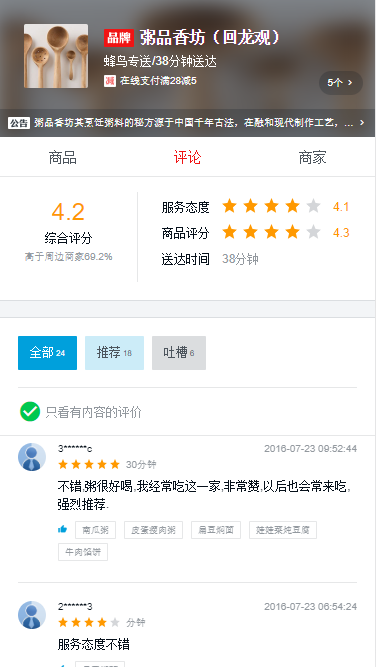 品牌 粥品香坊（回龙观）
蜂鸟专送/38分钟送达
减 在线支付满28减5
5个 >
公告 粥品香坊其烹饪粥料的秘方源于中国千年古法，在融和现代制作工艺，... >
商品 评论 商家
4.2
综合评分
高于周边商家69.2%
服务态度 4.1
商品评分 4.3
送达时间 38分钟
全部 24 推荐 18 吐槽 6
只看有内容的评价
3******c 2016-07-23 09:52:44
30分钟
不错,粥很好喝,我经常吃这一家,非常赞,以后也会常来吃,
强烈推荐.
南瓜粥 皮蛋瘦肉粥 扁豆焖面 娃娃菜炖豆腐
牛肉馅饼
2******3 2016-07-23 06:54:24
分钟
服务态度不错